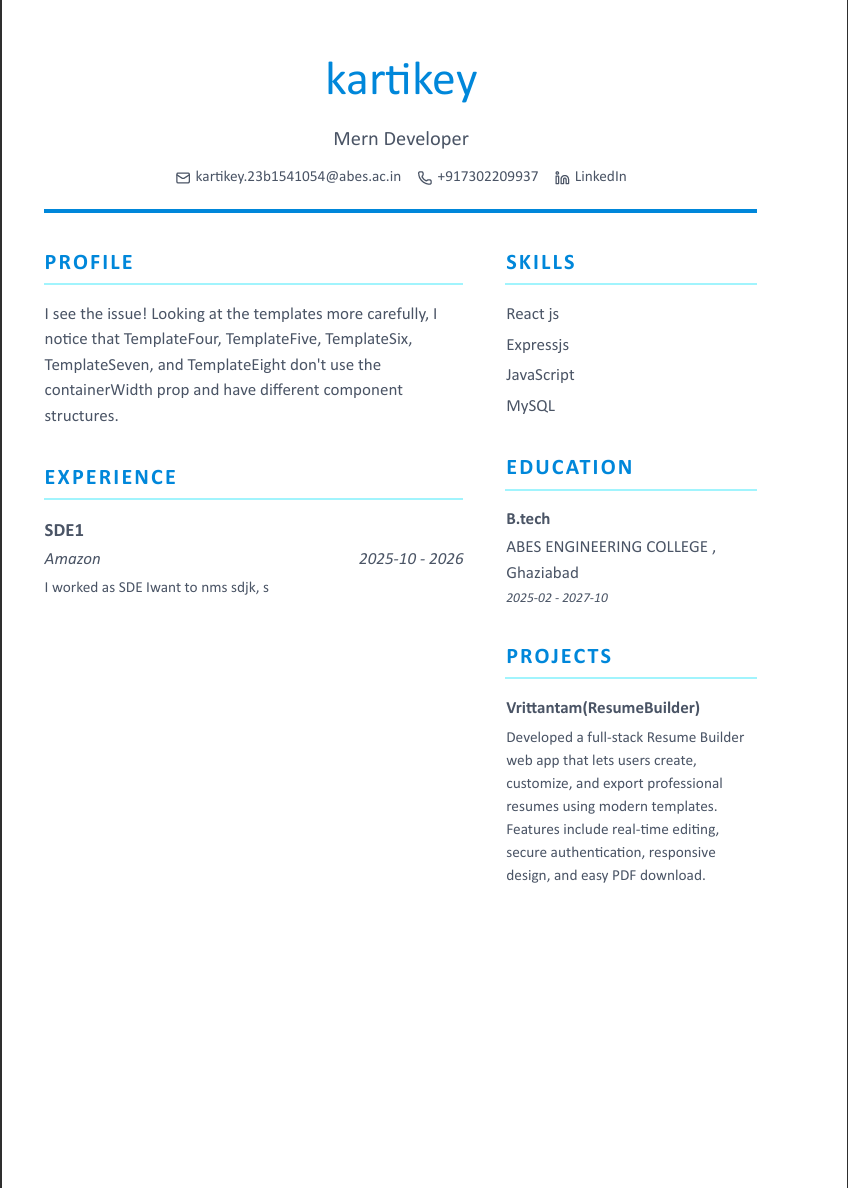 kartikey
Mern Developer
kartikey.23b1541054@abes.ac.in +917302209937 LinkedIn
PROFILE
I see the issue! Looking at the templates more carefully, I
notice that TemplateFour, TemplateFive, TemplateSix,
TemplateSeven, and TemplateEight don't use the
containerWidth prop and have different component
structures.
EXPERIENCE
SDE1
Amazon 2025-10 - 2026
I worked as SDE Iwant to nms sdjk, s
SKILLS
React js
Expressjs
JavaScript
MySQL
EDUCATION
B.tech
ABES ENGINEERING COLLEGE ,
Ghaziabad
2025-02 - 2027-10
PROJECTS
Vrittantam(ResumeBuilder)
Developed a full-stack Resume Builder
web app that lets users create,
customize, and export professional
resumes using modern templates.
Features include real-time editing,
secure authentication, responsive
design, and easy PDF download.